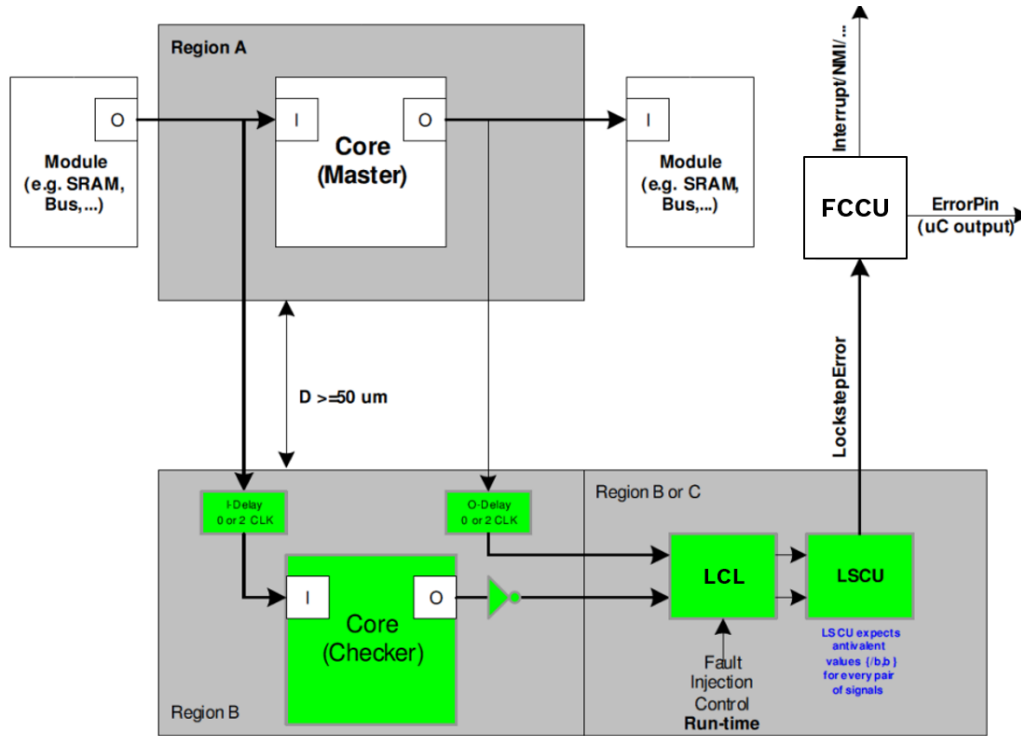 Region A
O
Module
(e.g. SRAM,
Bus,...)
I
O
Core
(Master)
I
Module
(e.g. SRAM,
Bus,...)
Interrupt/NMI/...
FCCU
ErrorPin
(uC output)
D >=50 um
LockstepError
I-Delay
0 or 2 CLK
O-Delay
0 or 2 CLK
Region B or C
I
O
Core
(Checker)
LCL
LSCU
LSCU expects
antivalent
values {/b,b}
for every pair
of signals
Fault
Injection
Control
Run-time
Region B